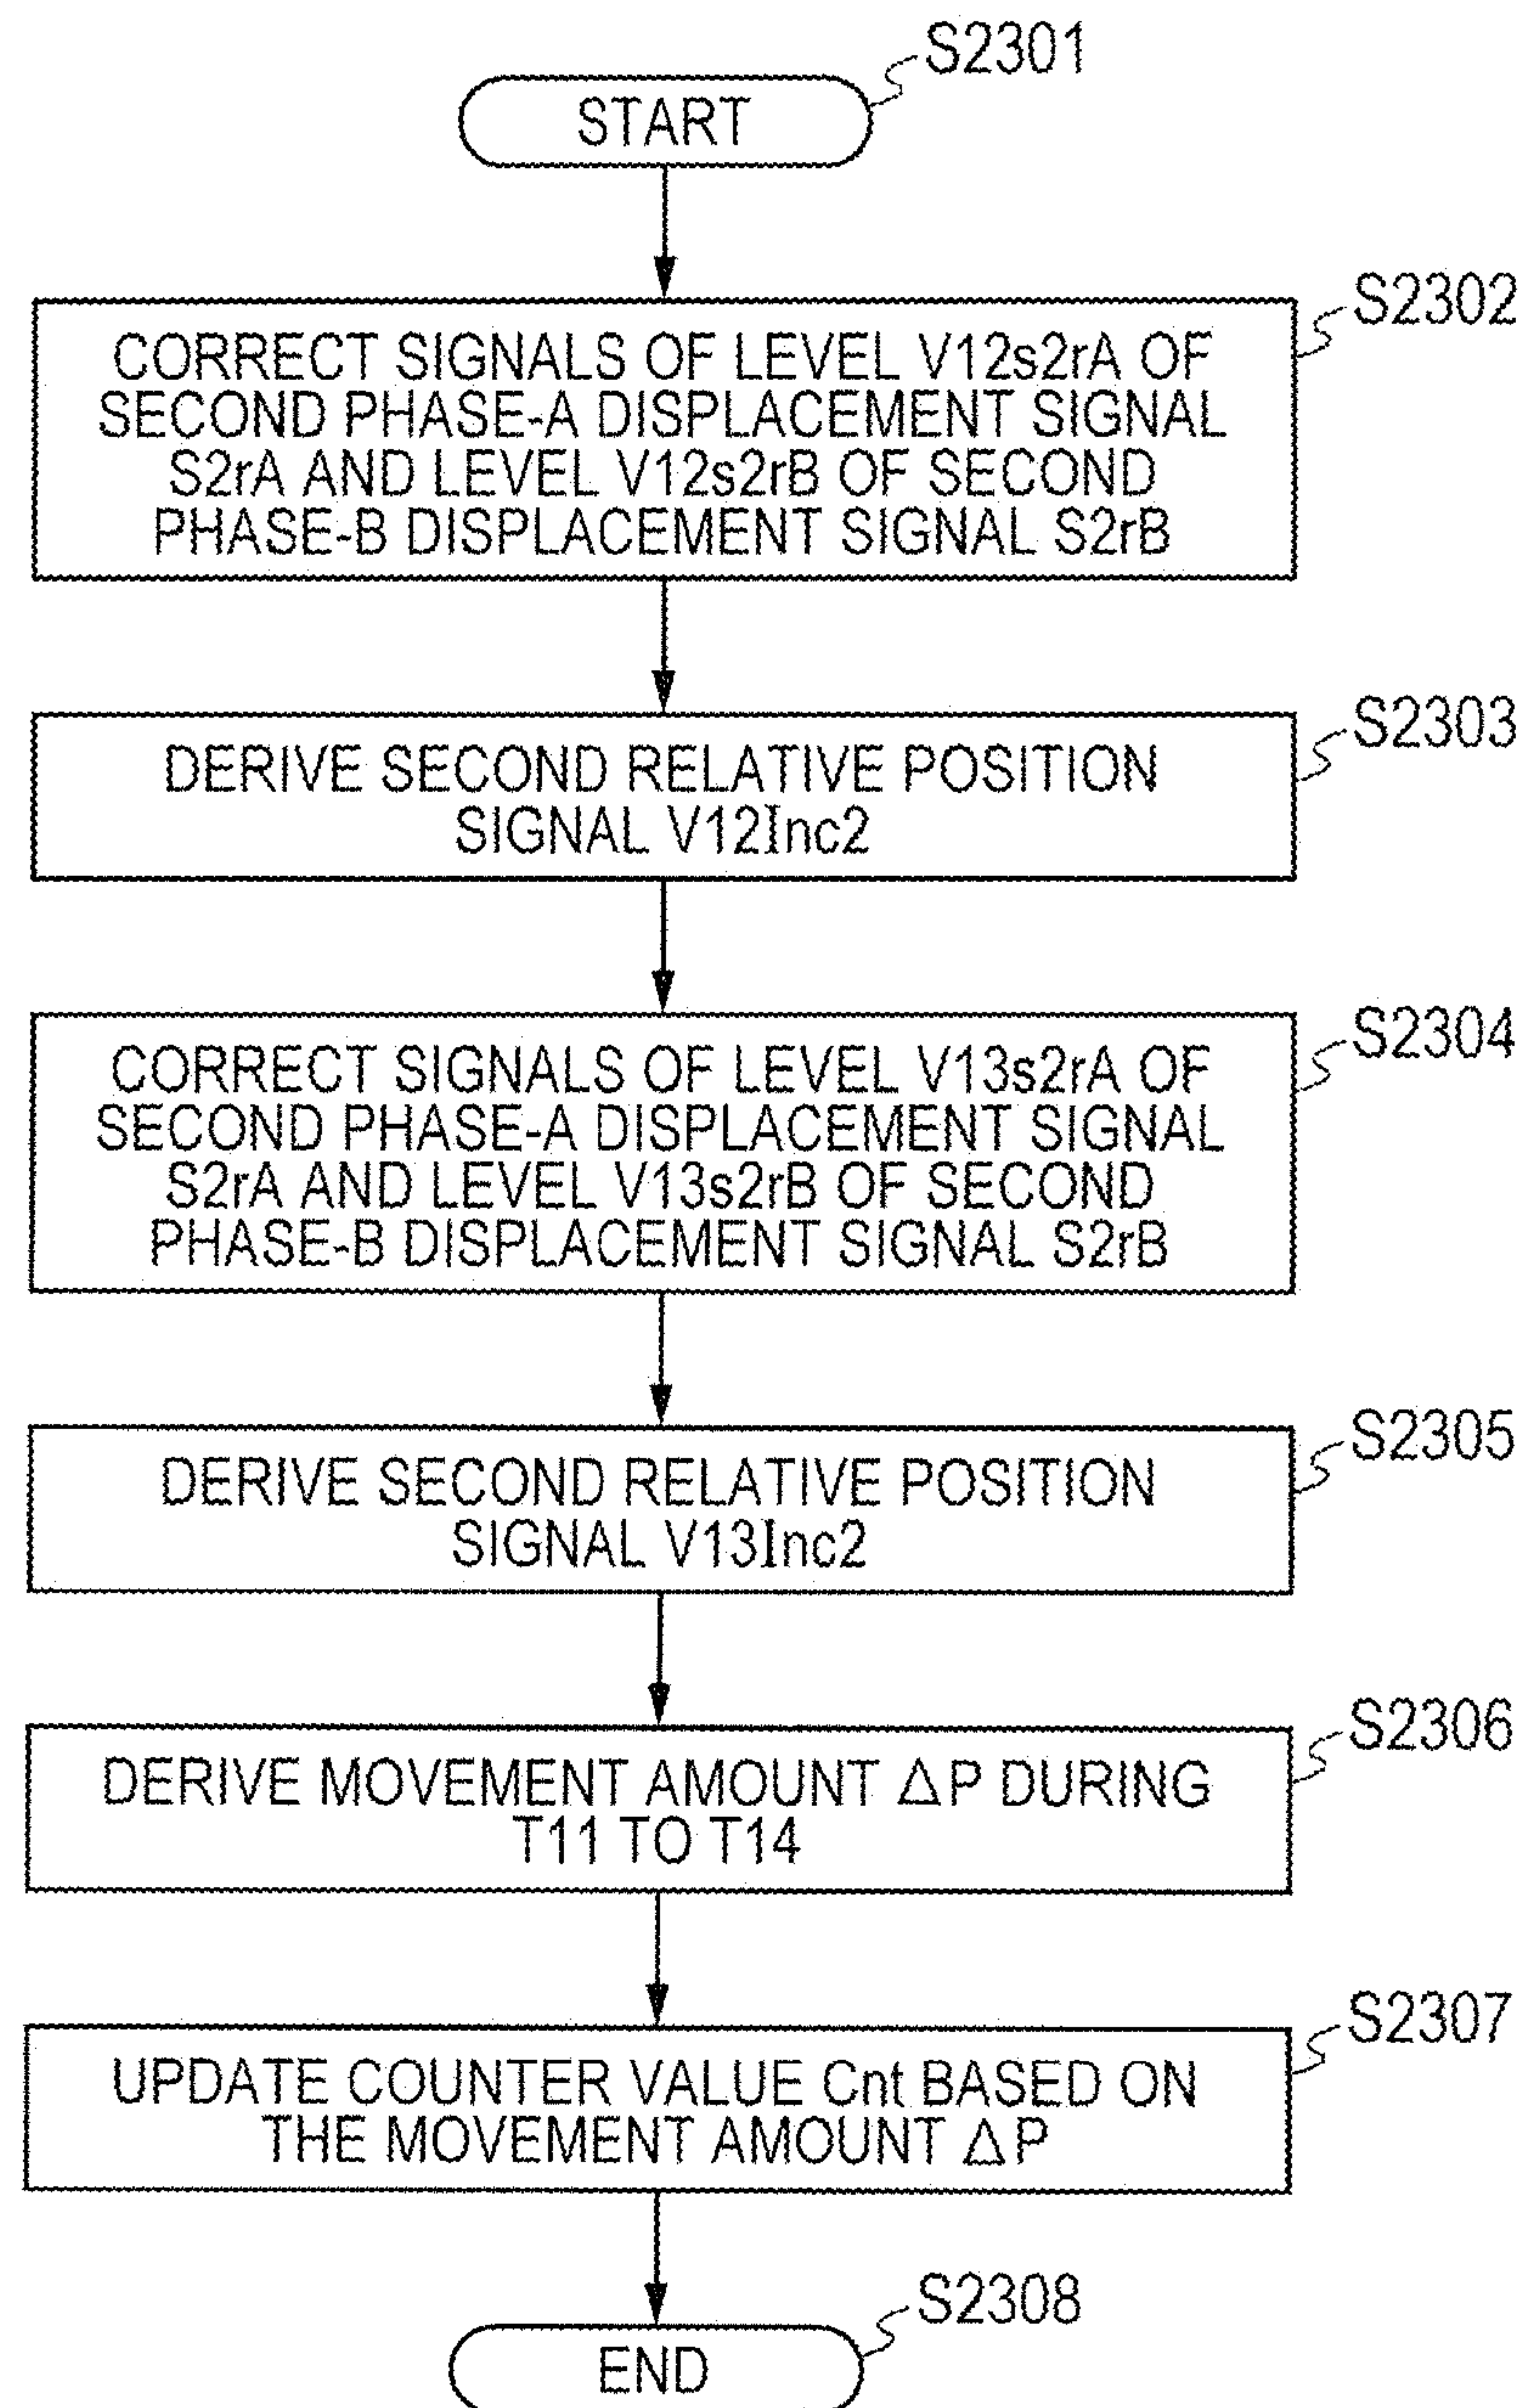 S2301
START
S2302
CORRECT SIGNALS OF LEVEL V12s2rA OF
SECOND PHASE-A DISPLACEMENT SIGNAL
S2rA AND LEVEL V12s2rB OF SECOND
PHASE-B DISPLACEMENT SIGNAL S2rB
S2303
DERIVE SECOND RELATIVE POSITION
SIGNAL V12Inc2
S2304
CORRECT SIGNALS OF LEVEL V13s2rA OF
SECOND PHASE-A DISPLACEMENT SIGNAL
S2rA AND LEVEL V13s2rB OF SECOND
PHASE-B DISPLACEMENT SIGNAL S2rB
S2305
DERIVE SECOND RELATIVE POSITION
SIGNAL V13Inc2
S2306
DERIVE MOVEMENT AMOUNT ΔP DURING
T11 TO T14
S2307
UPDATE COUNTER VALUE Cnt BASED ON
THE MOVEMENT AMOUNT ΔP
S2308
END